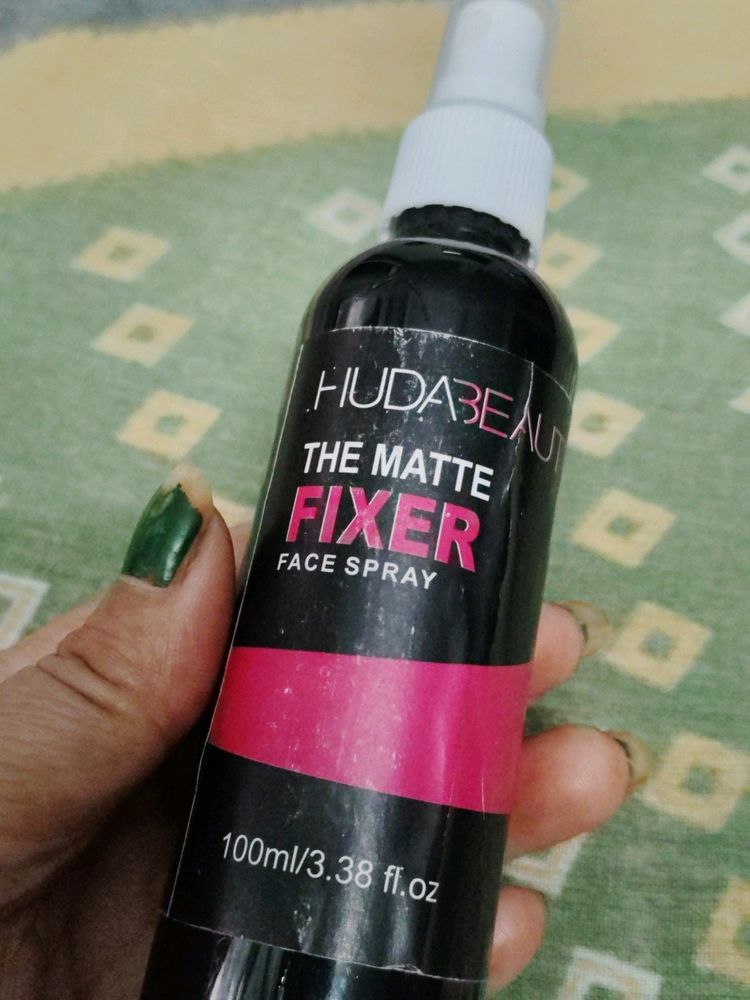 HUDABEAUT
THE MATTE
FIXER
FACE SPRAY
100ml/3.38 fl.oz